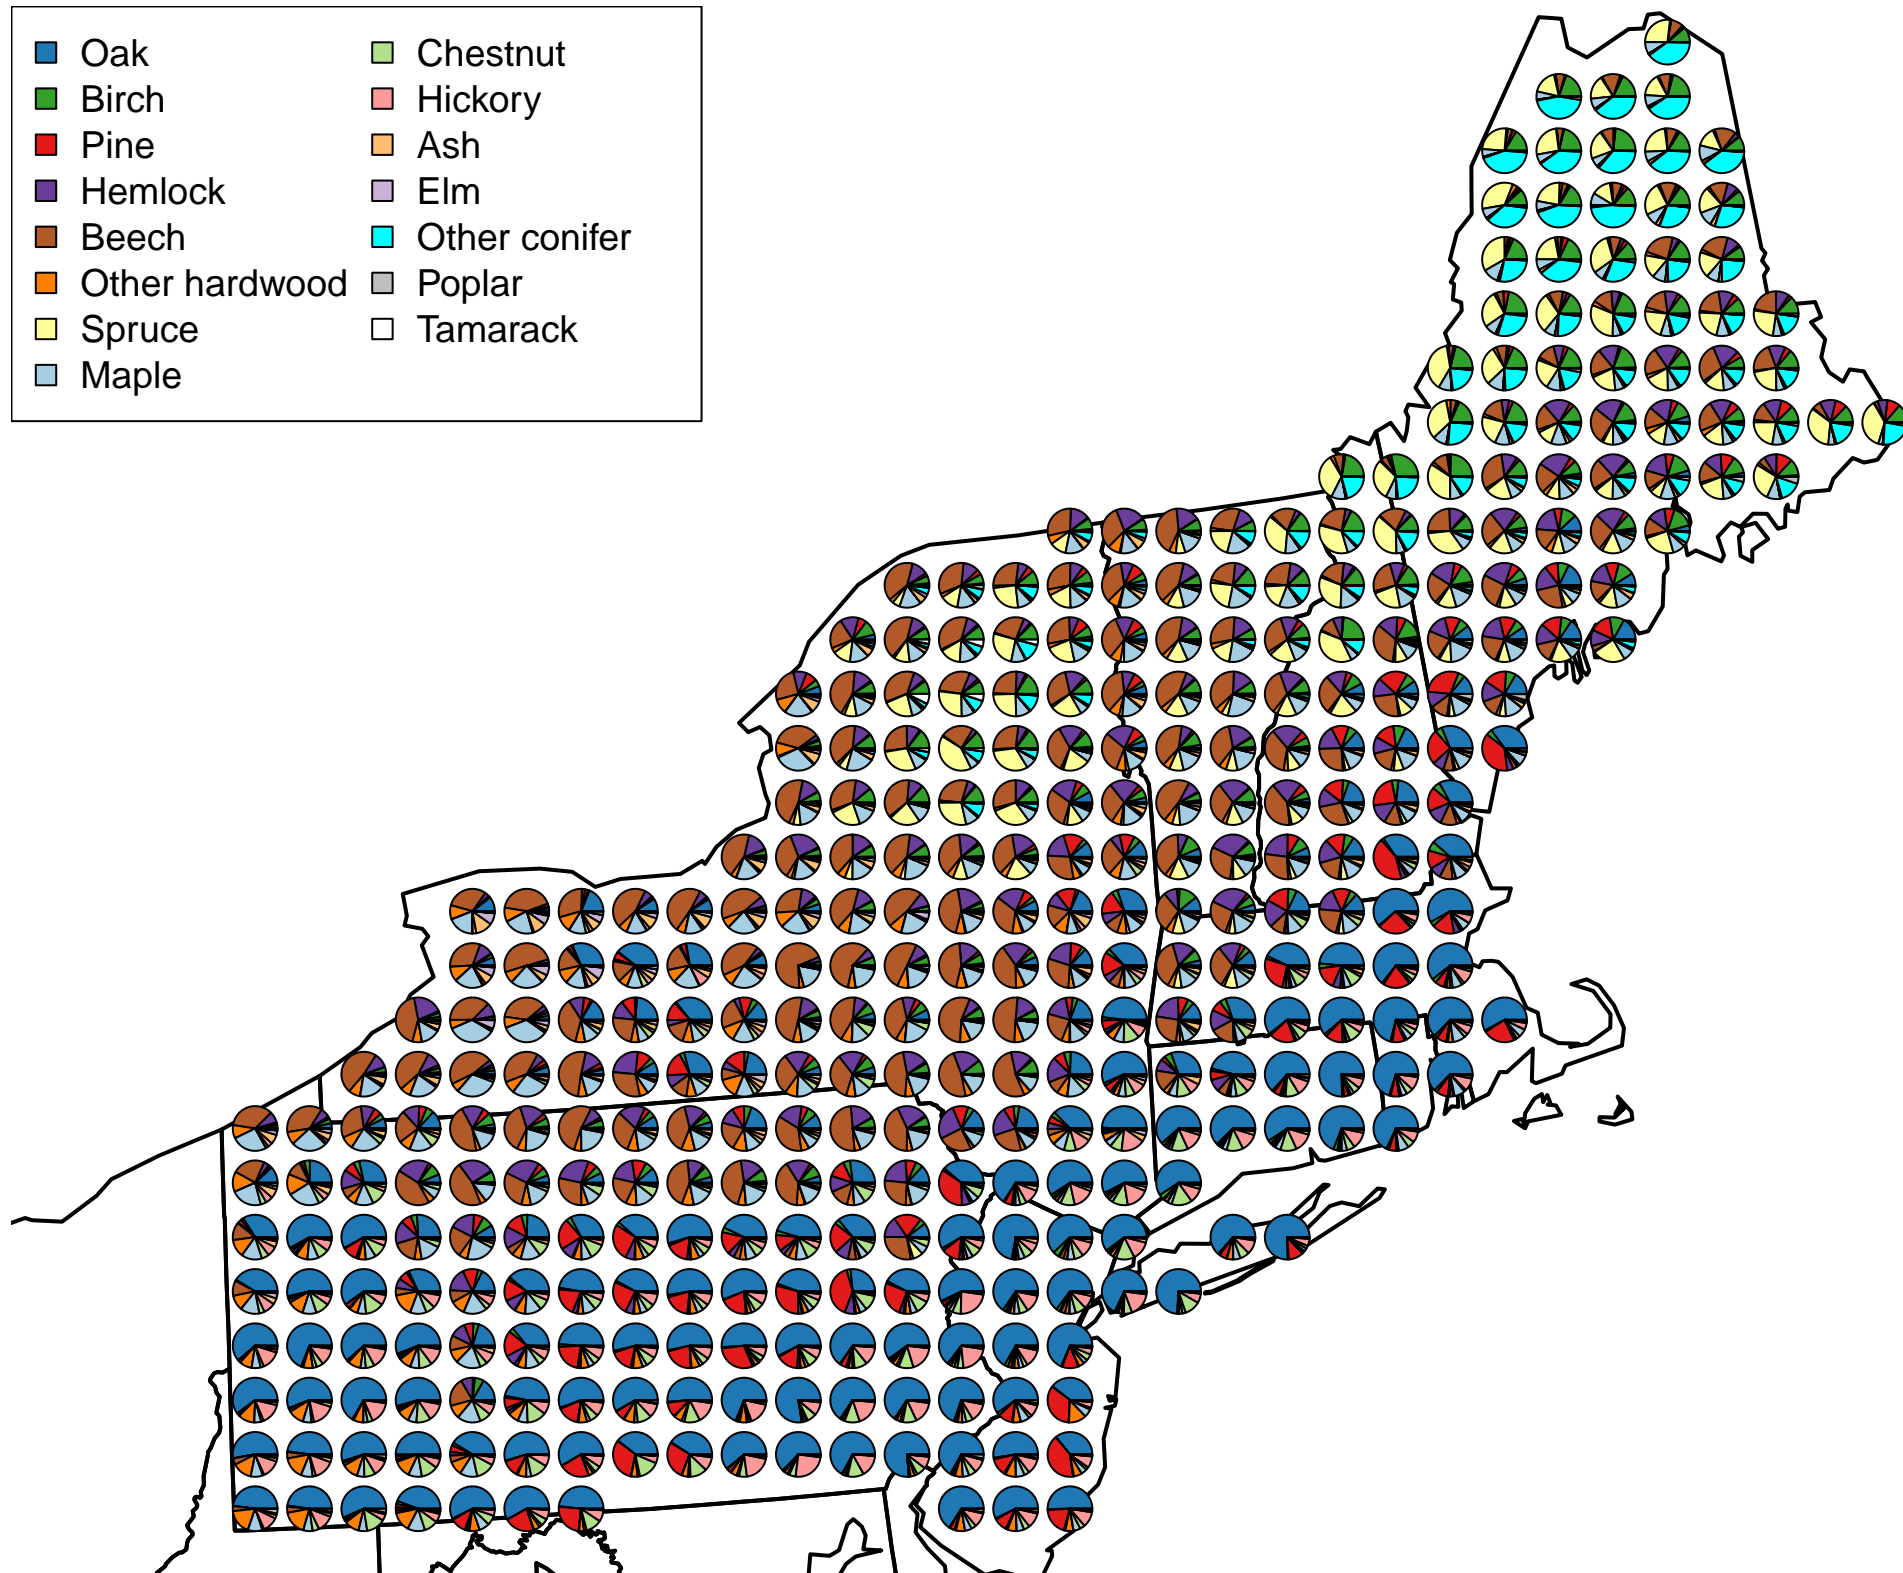 Oak
Birch
Pine
Hemlock
Beech
Other hardwood
Spruce
Maple
Chestnut
Hickory
Ash
Elm
Other conifer
Poplar
Tamarack